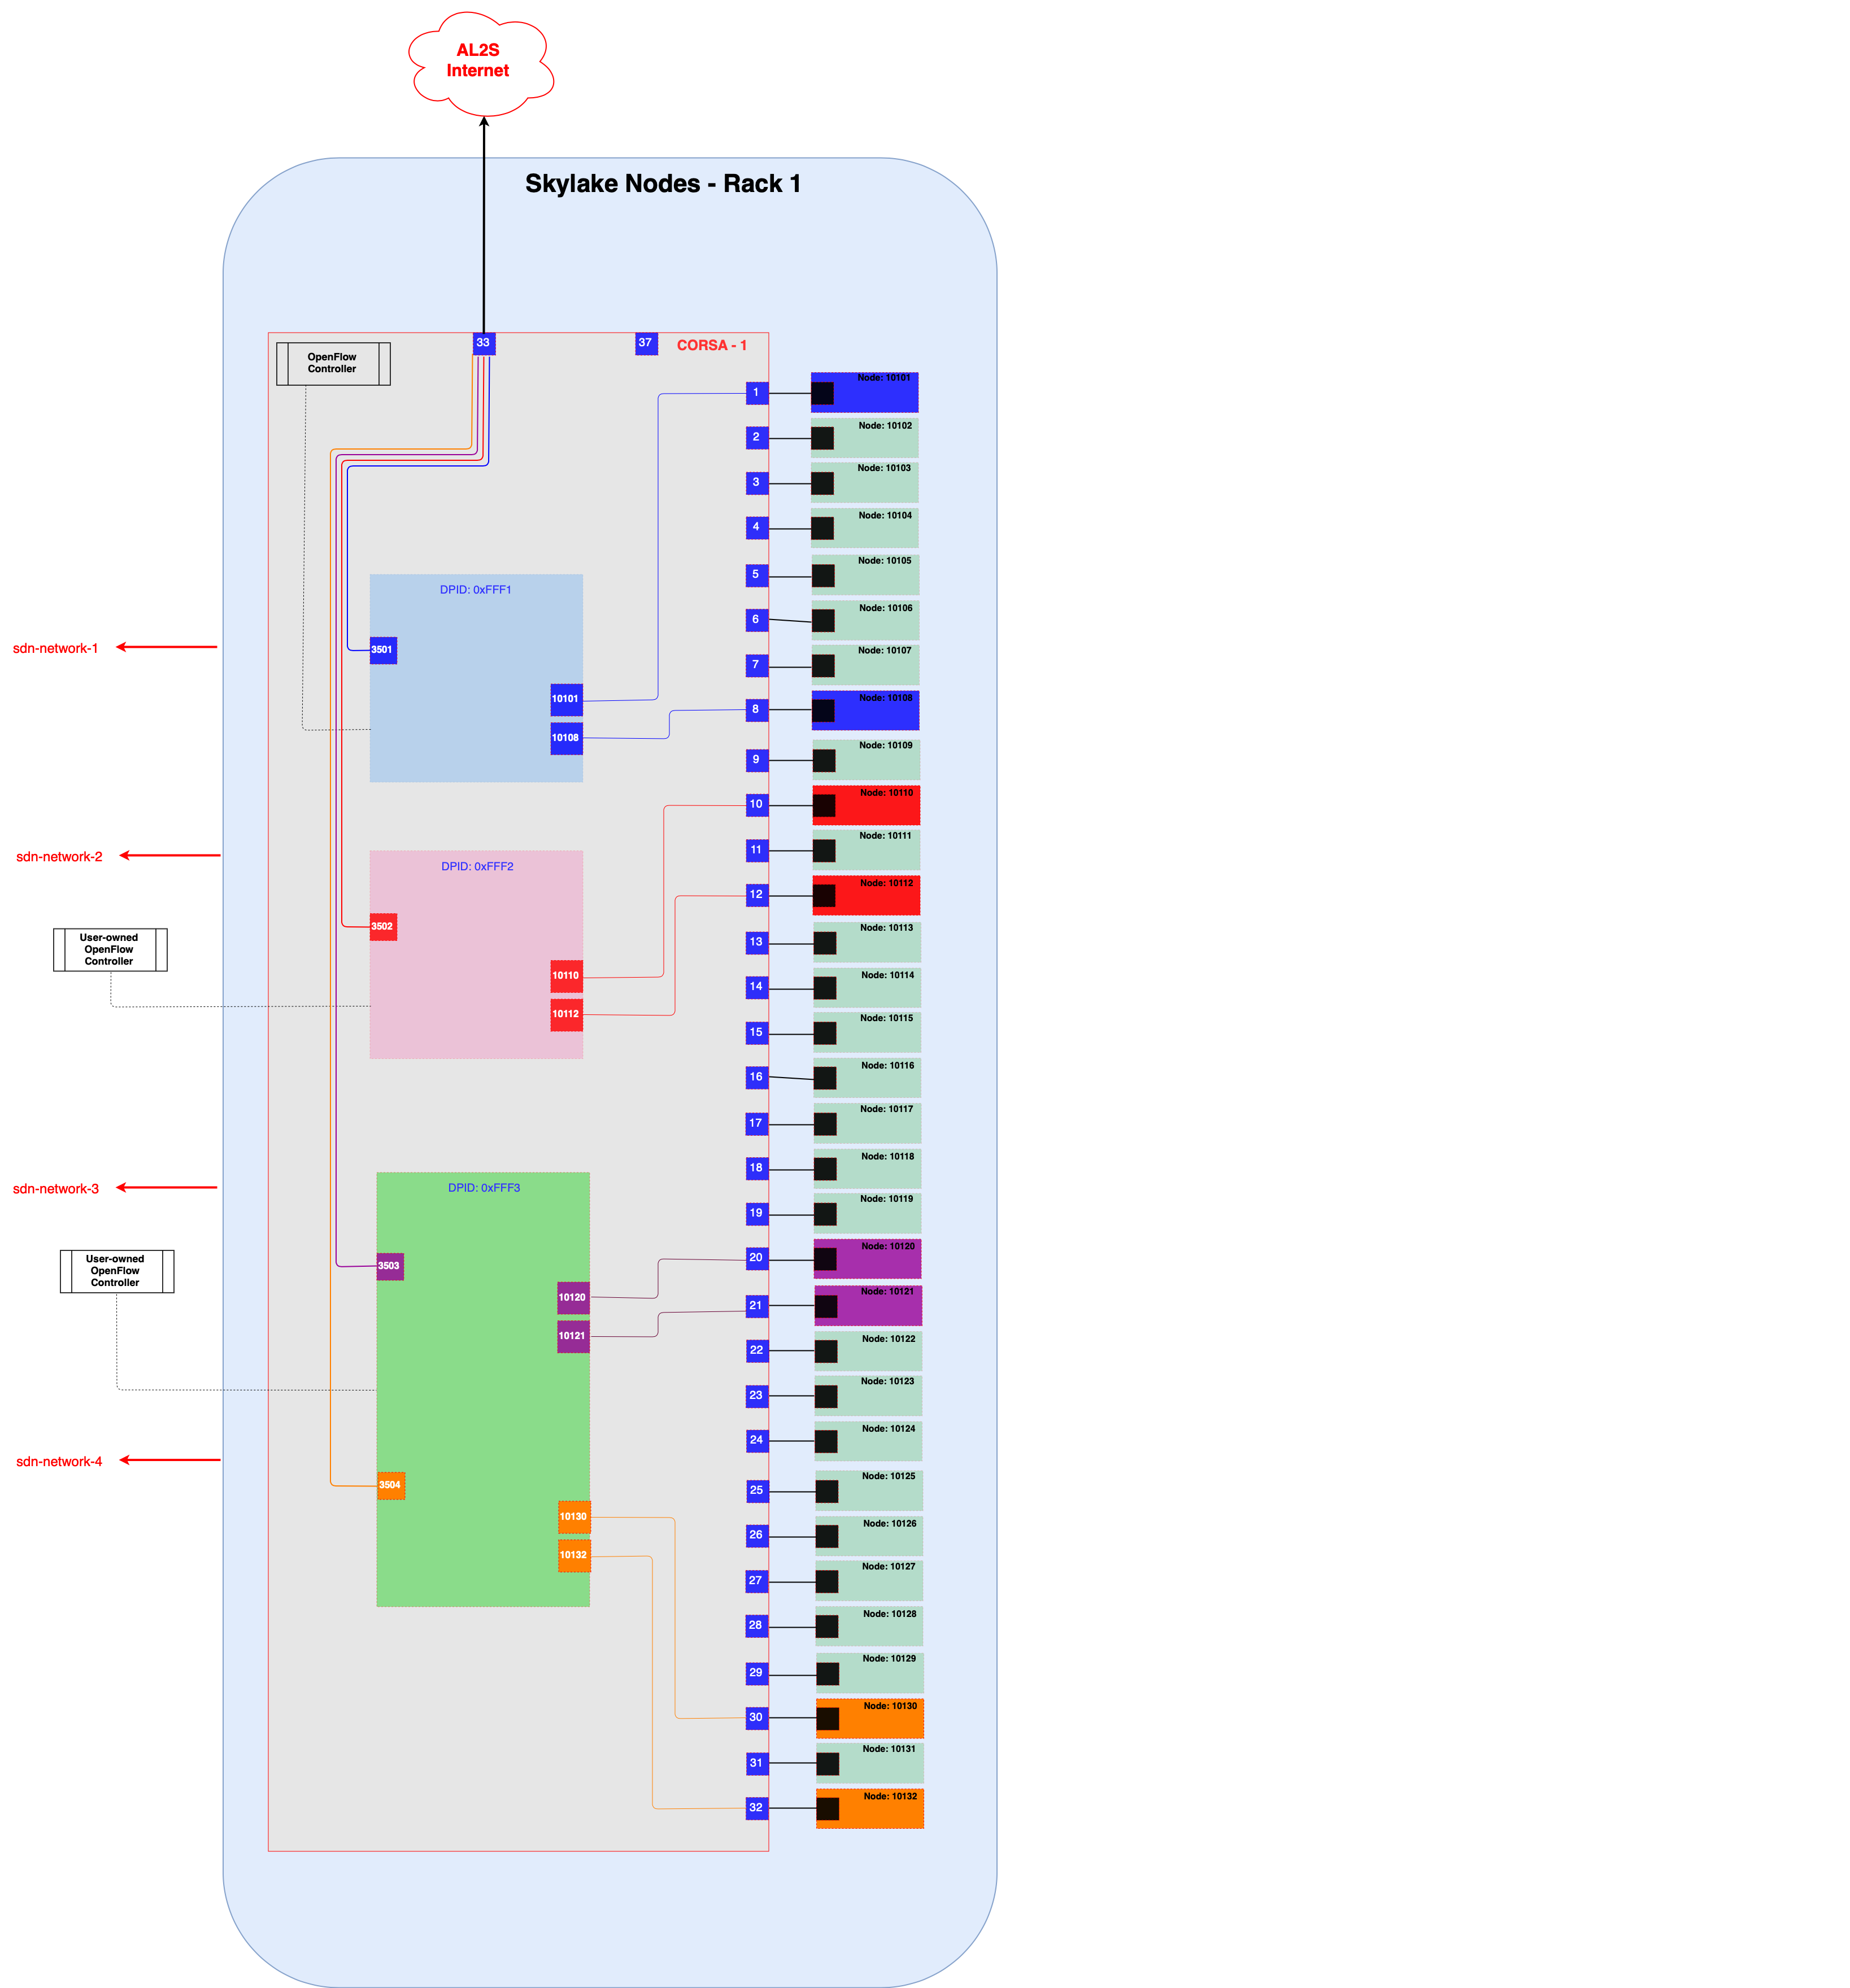 AL2S
Internet
Skylake Nodes - Rack 1
33
37
CORSA - 1
OpenFlow
Controller
1
Node: 10101
2
Node: 10102
3
Node: 10103
4
Node: 10104
5
Node: 10105
DPID: 0xFFF1
6
Node: 10106
sdn-network-1
3501
7
Node: 10107
10101
8
Node: 10108
10108
9
Node: 10109
10
Node: 10110
11
Node: 10111
sdn-network-2
DPID: 0xFFF2
12
Node: 10112
3502
User-owned
OpenFlow
Controller
13
Node: 10113
10110
14
Node: 10114
10112
15
Node: 10115
16
Node: 10116
17
Node: 10117
18
Node: 10118
sdn-network-3
DPID: 0xFFF3
19
Node: 10119
20
Node: 10120
3503
User-owned
OpenFlow
Controller
10120
21
Node: 10121
10121
22
Node: 10122
23
Node: 10123
24
Node: 10124
sdn-network-4
3504
25
Node: 10125
10130
26
Node: 10126
10132
27
Node: 10127
28
Node: 10128
29
Node: 10129
30
Node: 10130
31
Node: 10131
32
Node: 10132